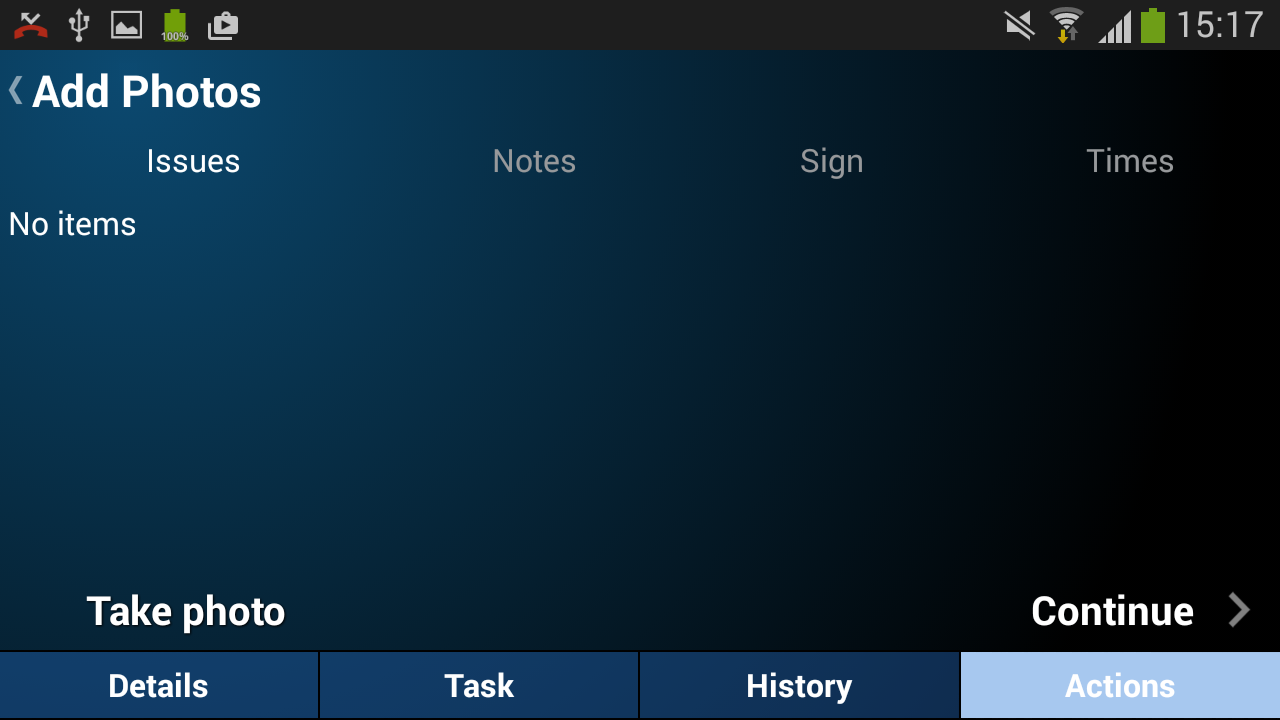 100% 15:17
Add Photos
Issues Notes Sign Times
No items
Take photo Continue
Details Task History Actions